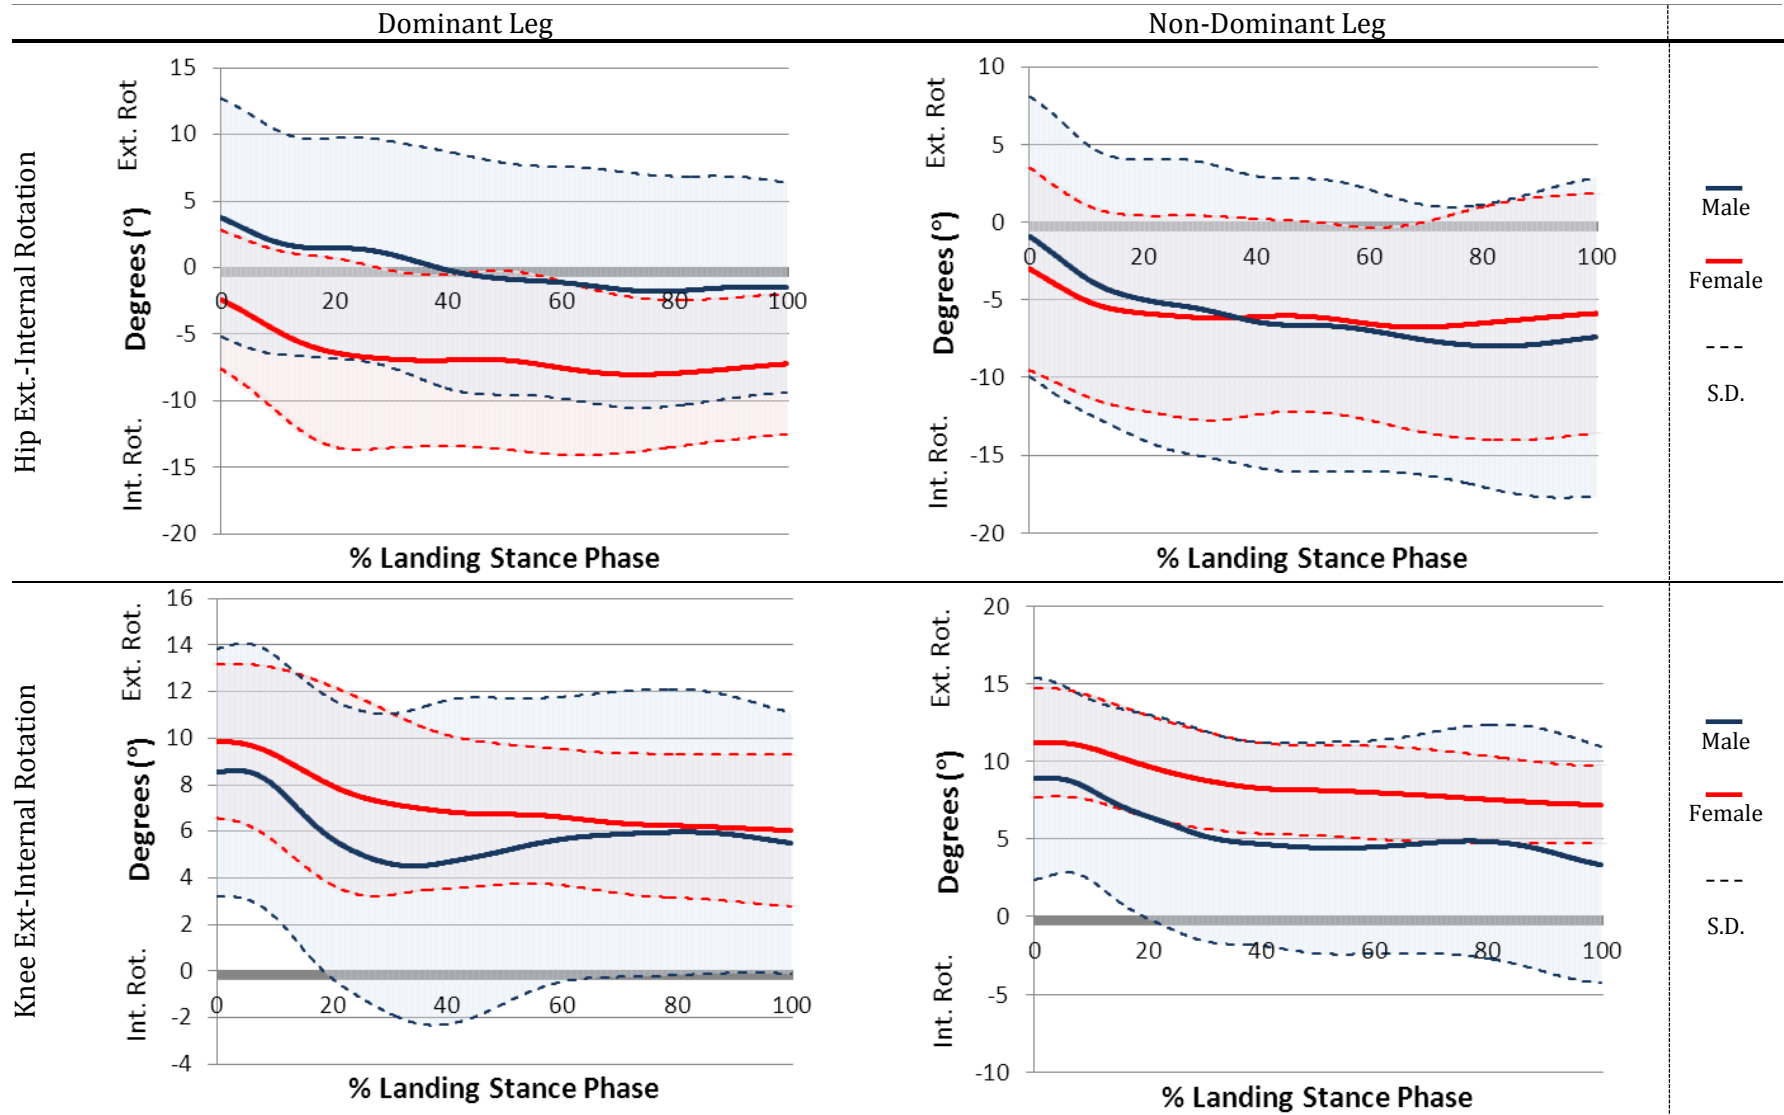 Dominant Leg
Non-Dominant Leg
Hip Ext.-Internal Rotation
Int. Rot. Degrees (°) Ext. Rot
15
10
5
0
-5
-10
-15
-20
0 20 40 60 80 100
% Landing Stance Phase
Int. Rot. Degrees (°) Ext. Rot
10
5
0
-5
-10
-15
-20
0 20 40 60 80 100
% Landing Stance Phase
Male
Female
S.D.
Knee Ext-Internal Rotation
Int. Rot. Degrees (°) Ext. Rot.
16
14
12
10
8
6
4
2
0
-2
-4
0 20 40 60 80 100
% Landing Stance Phase
Int. Rot. Degrees (°) Ext. Rot.
20
15
10
5
0
-5
-10
0 20 40 60 80 100
% Landing Stance Phase
Male
Female
S.D.